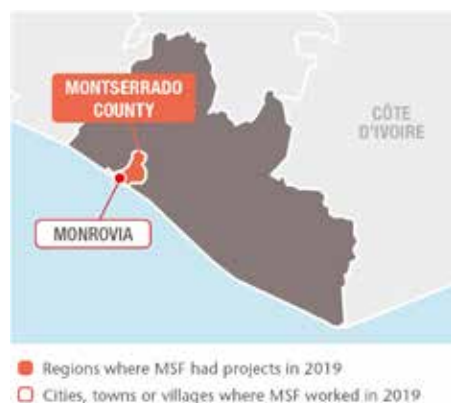 MONTSERRADO
COUNTY
CÔTE
D'IVOIRE
MONROVIA
Regions where MSF had projects in 2019
Cities, towns or villages where MSF worked in 2019